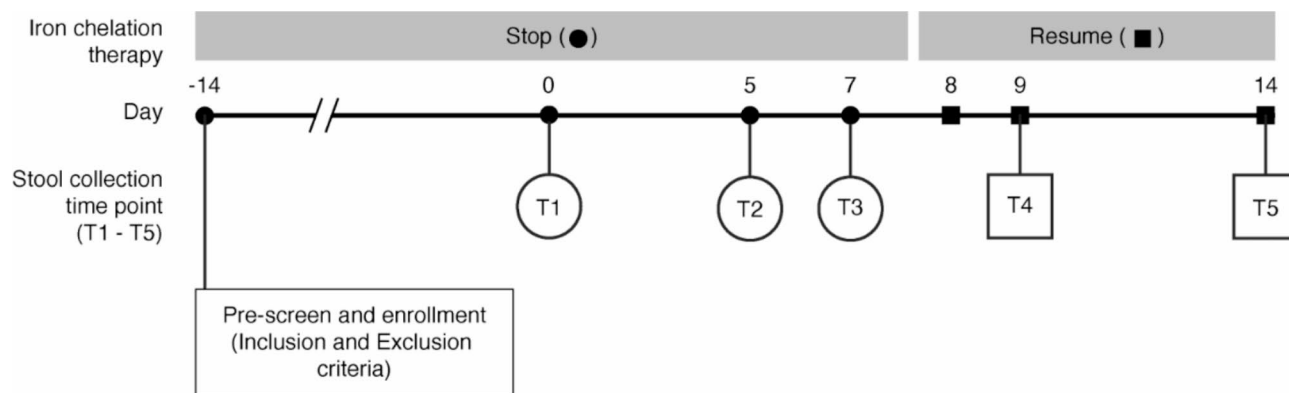 Iron chelation
therapy
Stop (●)
Resume ( ■ )
-14 0 5 7 8 9 14
Day
Stool collection
time point
(T1 - T5)
T1 T2 T3 T4 T5
Pre-screen and enrollment
(Inclusion and Exclusion
criteria)